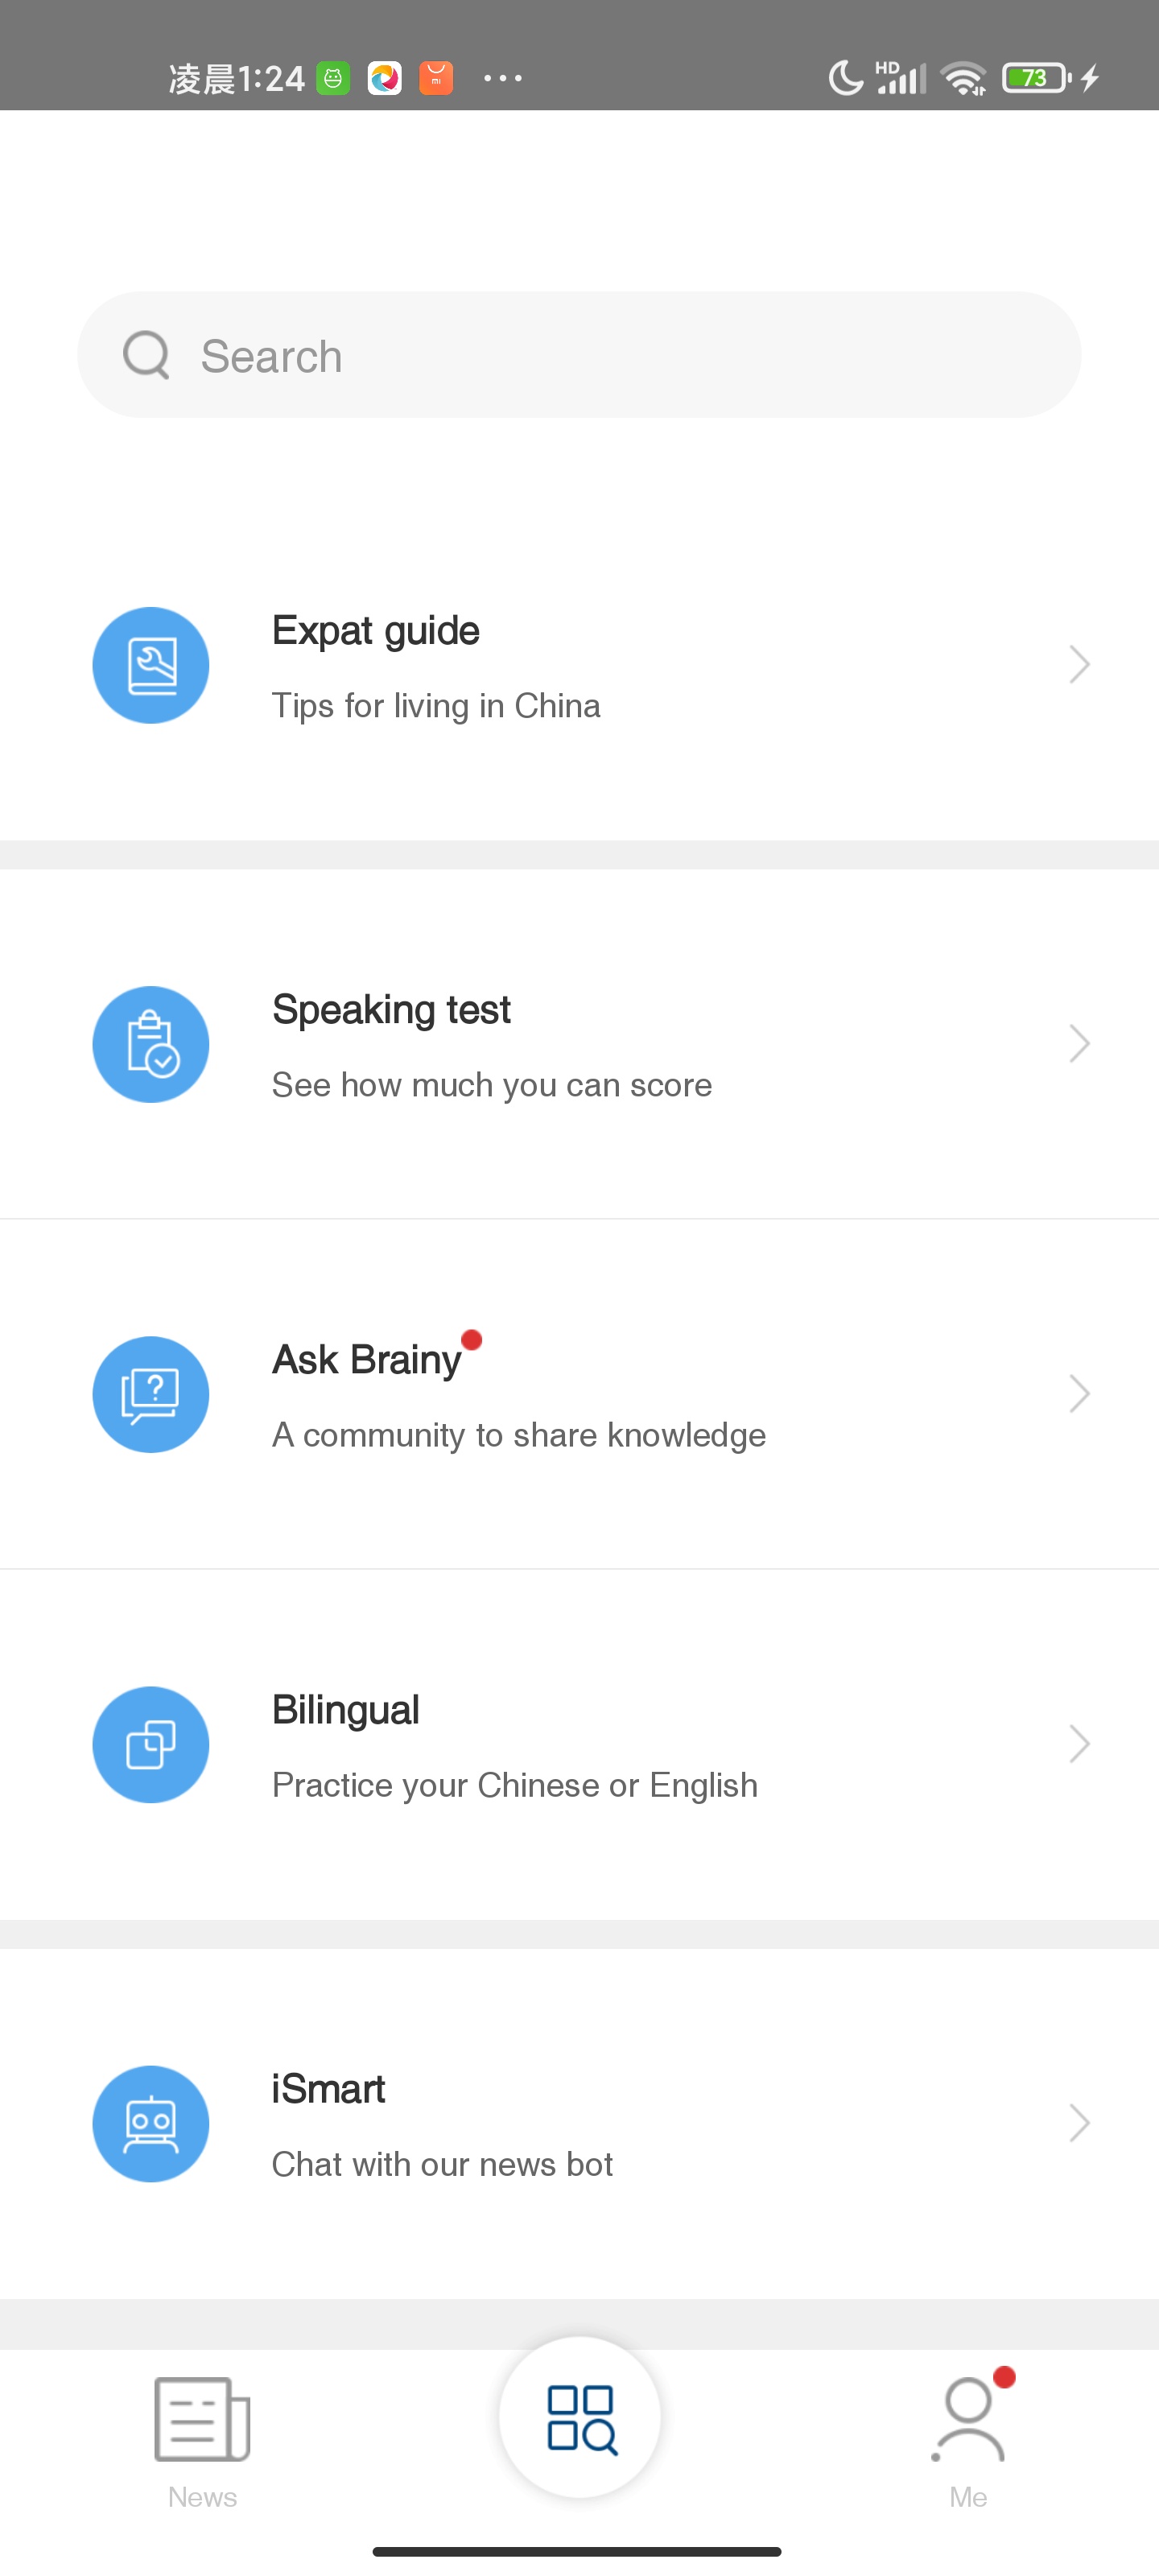 凌晨1:24
HD
73
Search
Expat guide
Tips for living in China
Speaking test
See how much you can score
Ask Brainy
A community to share knowledge
Bilingual
Practice your Chinese or English
iSmart
Chat with our news bot
News
Me